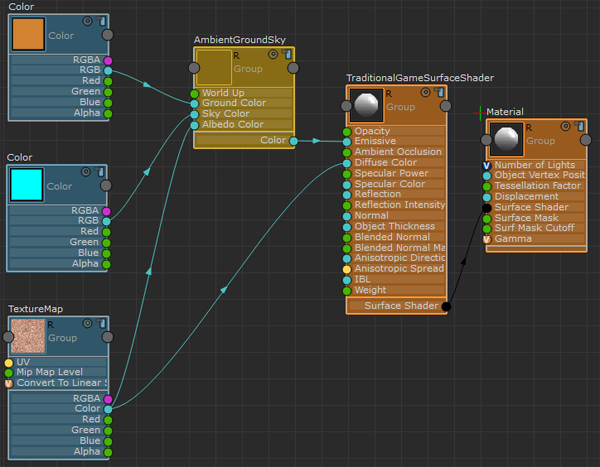 Color
Color
RGBA
RGB
Red
Green
Blue
Alpha
Color
Color
RGBA
RGB
Red
Green
Blue
Alpha
TextureMap
R
Group
UV
Mip Map Level
Convert To Linear S
RGBA
Color
Red
Green
Blue
Alpha
AmbientGroundSky
R
Group
World Up
Ground Color
Sky Color
Albedo Color
Color
TraditionalGameSurfaceShader
R
Group
Opacity
Emissive
Ambient Occlusion
Diffuse Color
Specular Power
Specular Color
Reflection
Reflection Intensity
Normal
Object Thickness
Blended Normal
Blended Normal Ma
Anisotropic Directio
Anisotropic Spread
IBL
Weight
Surface Shader
Material
R
Group
V Number of Lights
Object Vertex Posit
Tessellation Factor
Displacement
Surface Shader
Surface Mask
Surf Mask Cutoff
Gamma